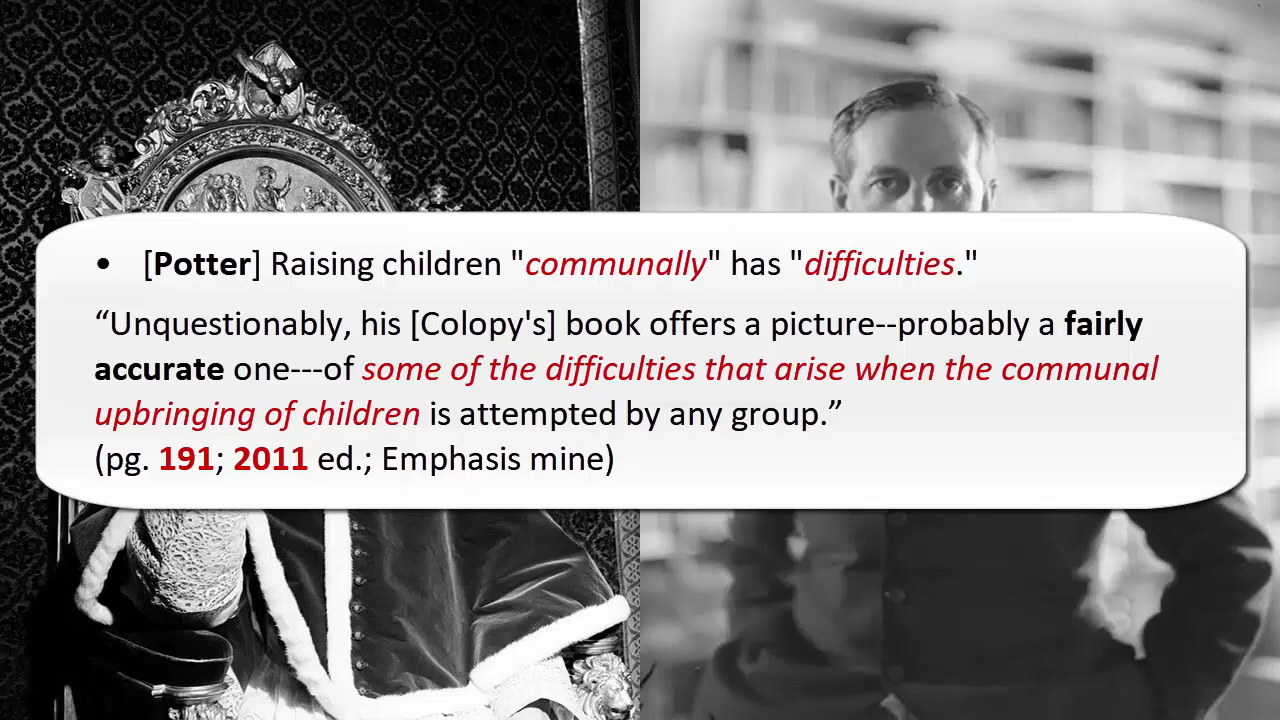 • [Potter] Raising children "communally" has "difficulties."
“Unquestionably, his [Colopy's] book offers a picture--probably a fairly
accurate one---of some of the difficulties that arise when the communal
upbringing of children is attempted by any group.”
(pg. 191; 2011 ed.; Emphasis mine)